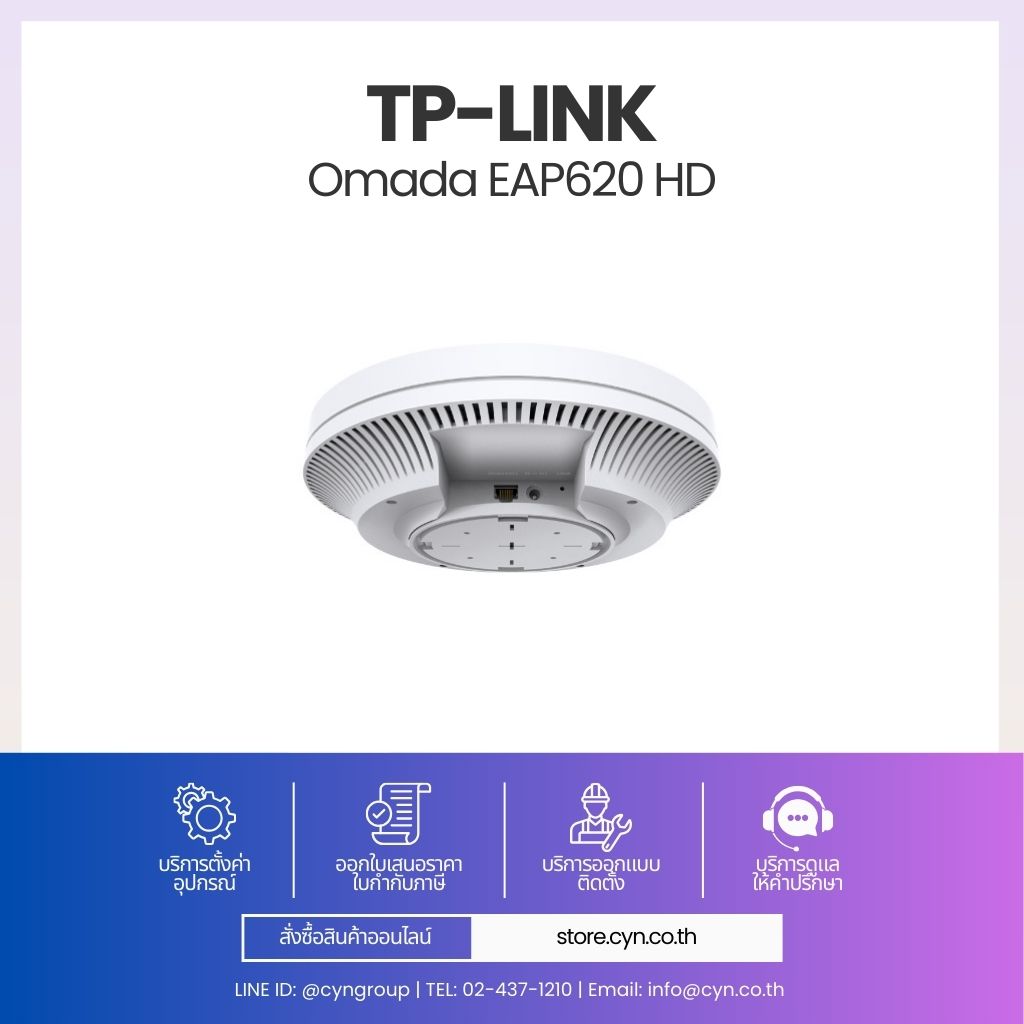 TP-LINK
Omada EAP620 HD
บริการตั้งค่า
อุปกรณ์
ออกใบเสนอราคา
ใบกำกับภาษี
บริการออกแบบ
ติดตั้ง
บริการดูแล
ให้คำปรึกษา
สั่งซื้อสินค้าออนไลน์
store.cyn.co.th
LINE ID: @cyngroup | TEL: 02-437-1210 | Email: info@cyn.co.th